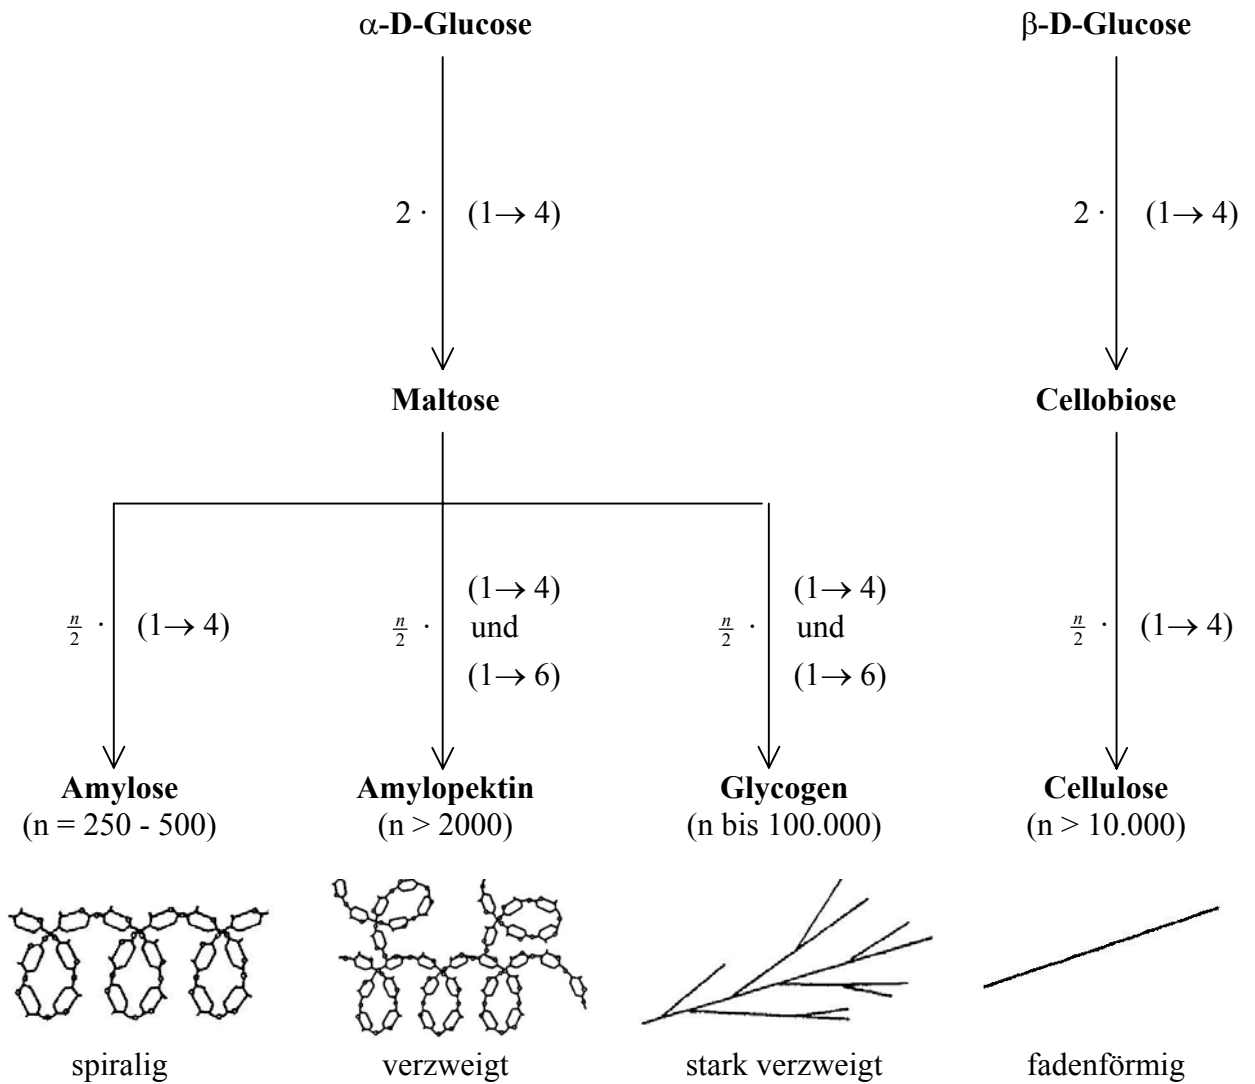 α-D-Glucose
β-D-Glucose
2 · (1→ 4)
2 · (1→ 4)
Maltose
Cellobiose
n/2 · (1→ 4)
n/2 · (1→ 4)
und
(1→ 6)
n/2 · (1→ 4)
und
(1→ 6)
n/2 · (1→ 4)
Amylose
(n = 250 - 500)
Amylopektin
(n > 2000)
Glycogen
(n bis 100.000)
Cellulose
(n > 10.000)
spiralig
verzweigt
stark verzweigt
fadenförmig